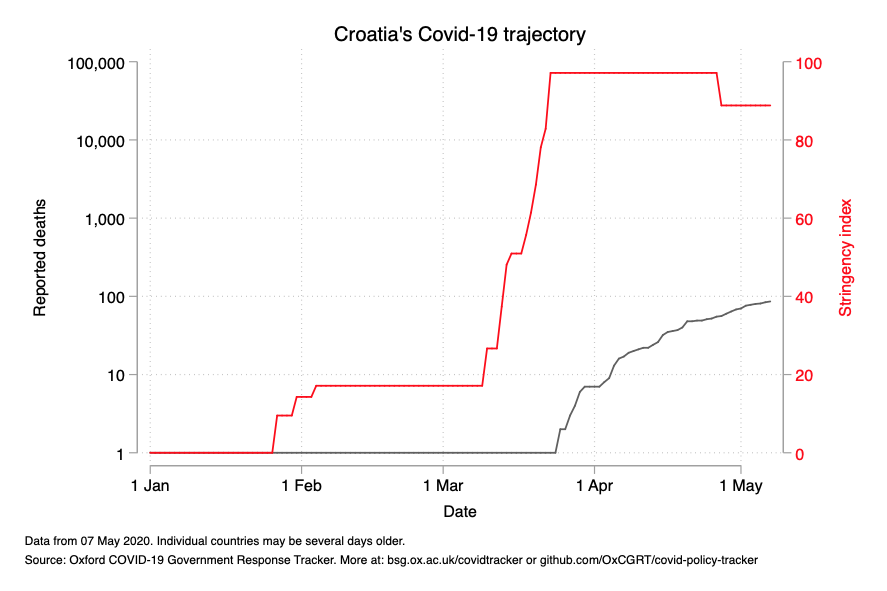 Croatia's Covid-19 trajectory
100,000
10,000
1,000
100
10
1
Reported deaths
100
80
60
40
20
0
Stringency index
1 Jan
1 Feb
1 Mar
1 Apr
1 May
Date
Data from 07 May 2020. Individual countries may be several days older.
Source: Oxford COVID-19 Government Response Tracker. More at: bsg.ox.ac.uk/covidtracker or github.com/OxCGRT/covid-policy-tracker